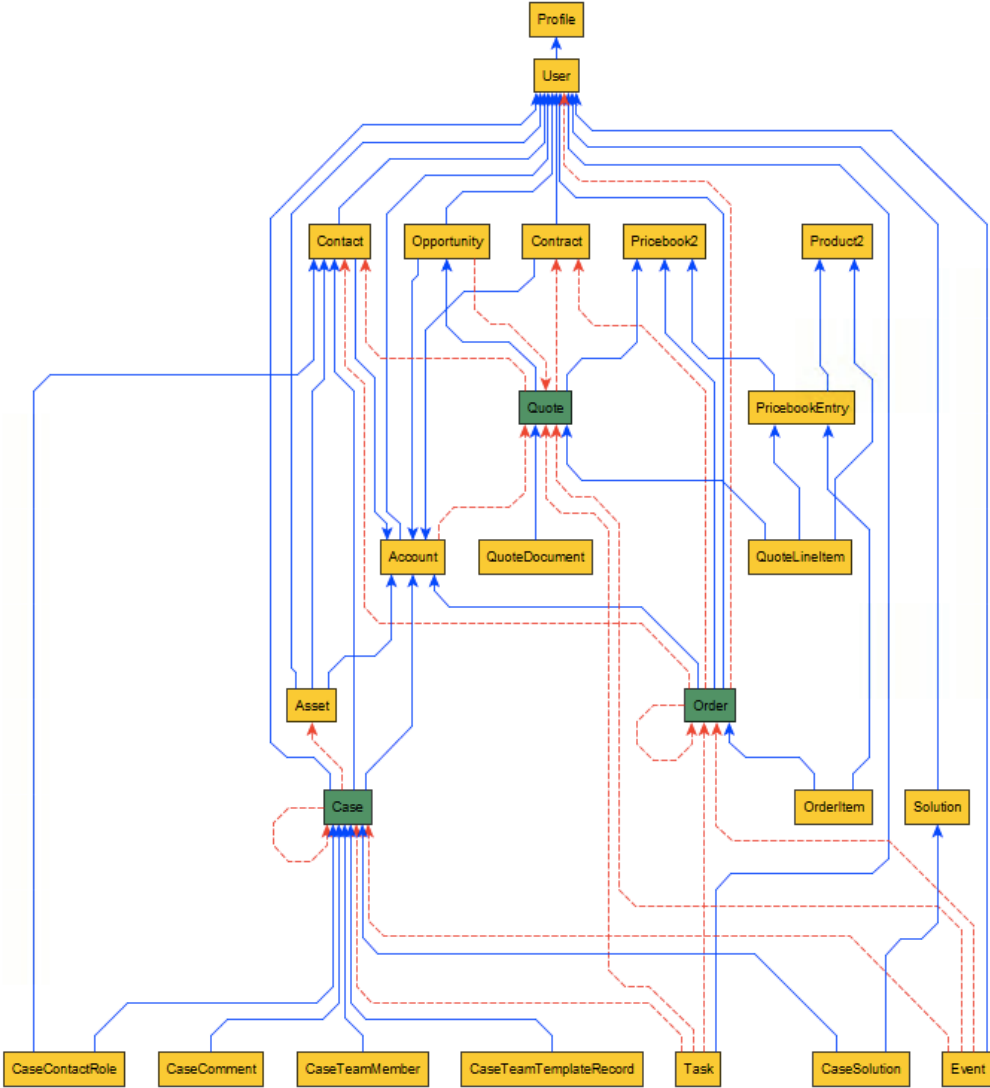 Profile
User
Contact
Opportunity
Contract
Pricebook2
Product2
Quote
PricebookEntry
Account
QuoteDocument
QuoteLineItem
Asset
Order
Case
OrderItem
Solution
CaseContactRole
CaseComment
CaseTeamMember
CaseTeamTemplateRecord
Task
CaseSolution
Event